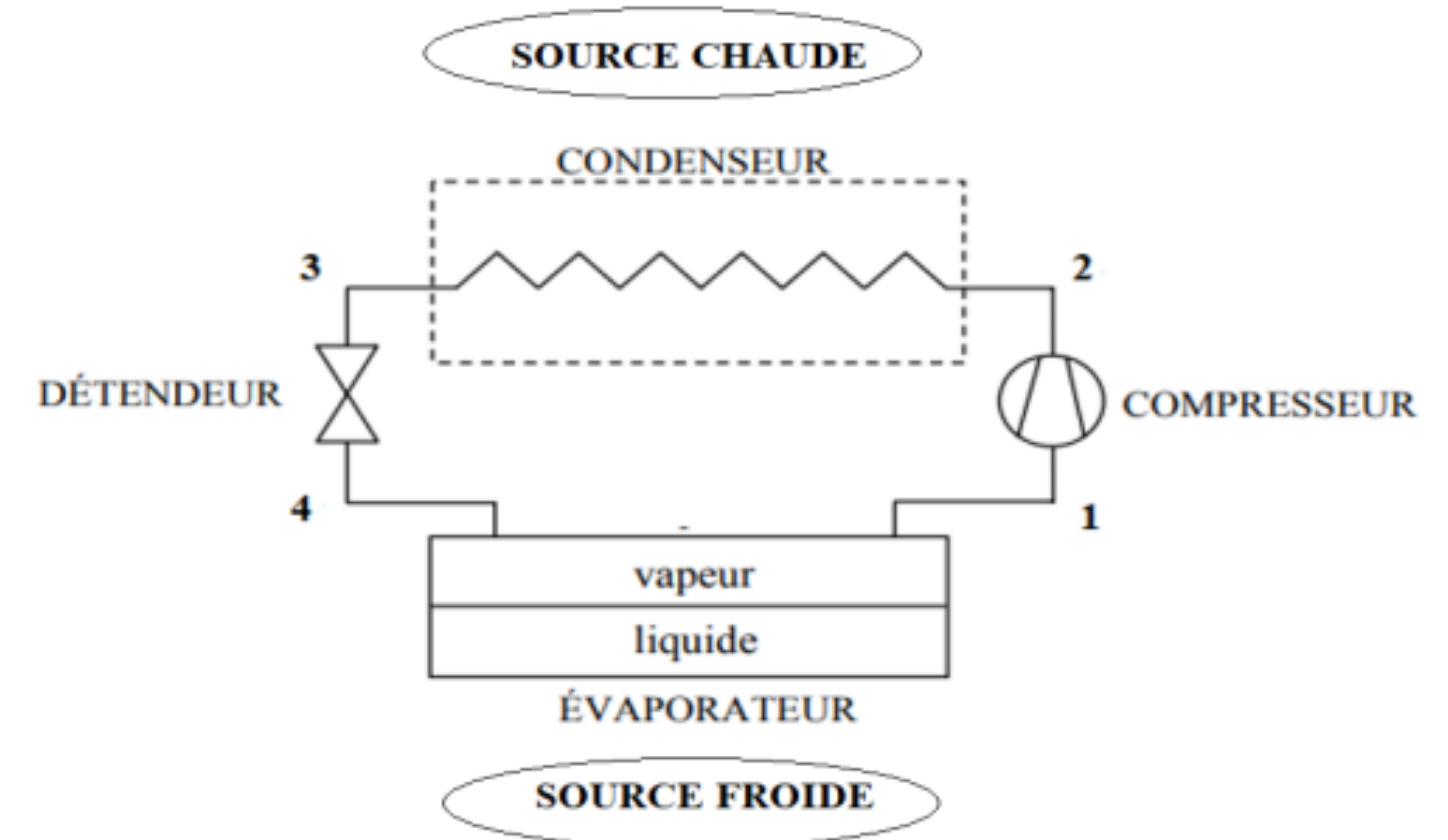 SOURCE CHAUDE
CONDENSEUR
3
2
DÉTENDEUR
COMPRESSEUR
4
1
vapeur
liquide
ÉVAPORATEUR
SOURCE FROIDE